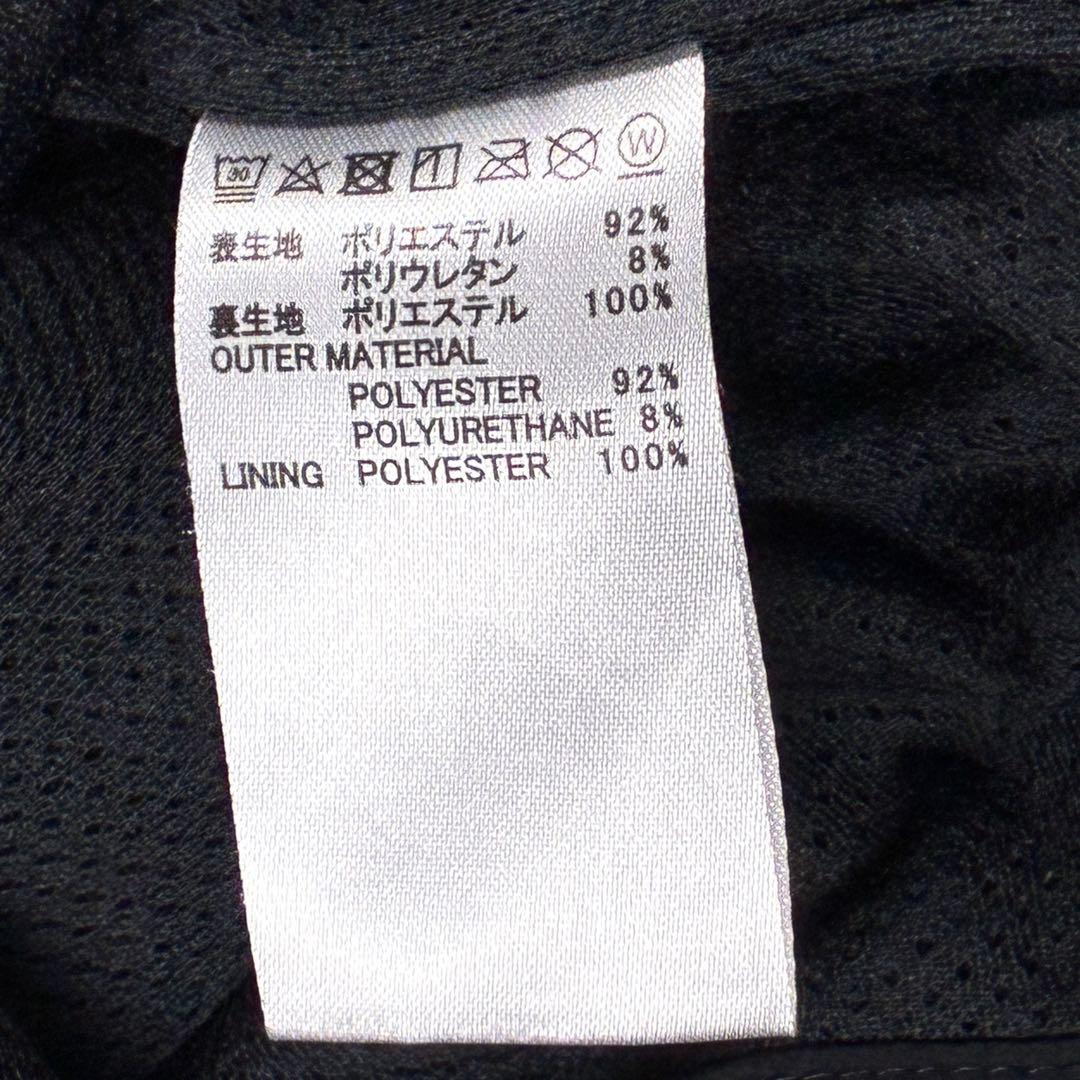 30 W
表生地 ポリエステル 92%
ポリウレタン 8%
裏生地 ポリエステル 100%
OUTER MATERIAL
POLYESTER 92%
POLYURETHANE 8%
LINING POLYESTER 100%